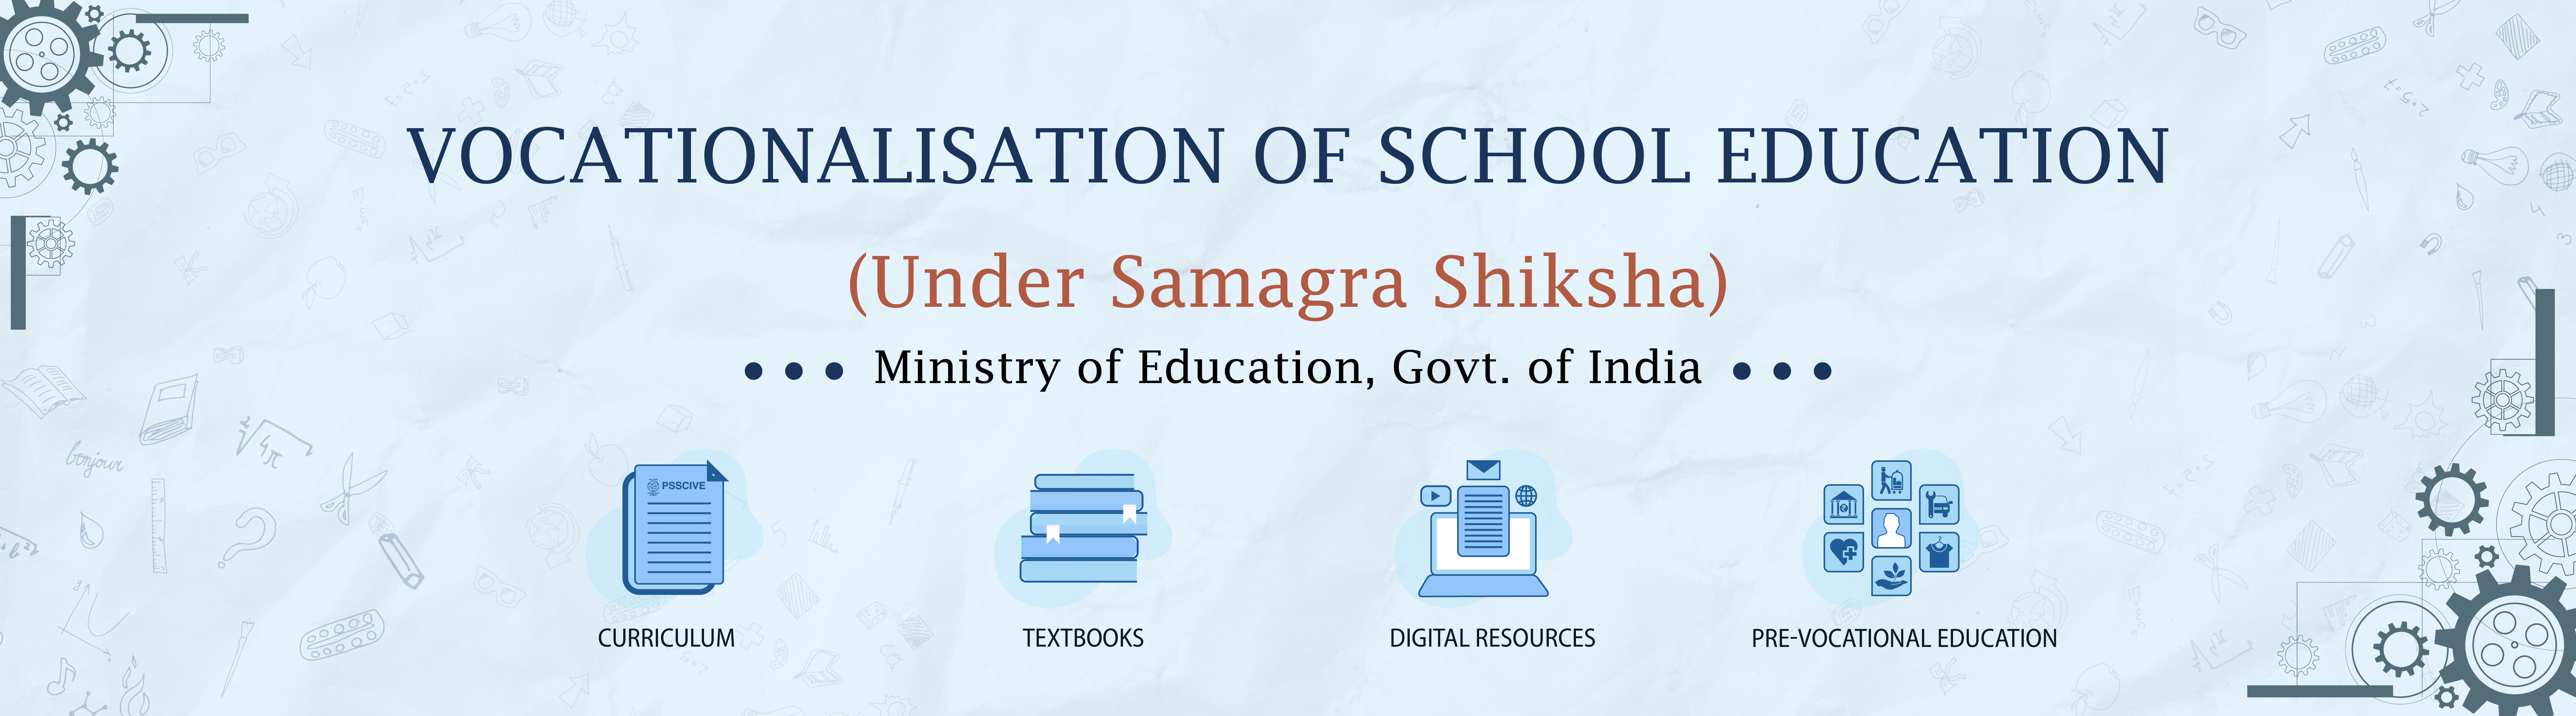 VOCATIONALISATION OF SCHOOL EDUCATION
(Under Samagra Shiksha)
• • • Ministry of Education, Govt. of India • • •
bonjour
PSSCIVE
CURRICULUM
TEXTBOOKS
DIGITAL RESOURCES
PRE-VOCATIONAL EDUCATION